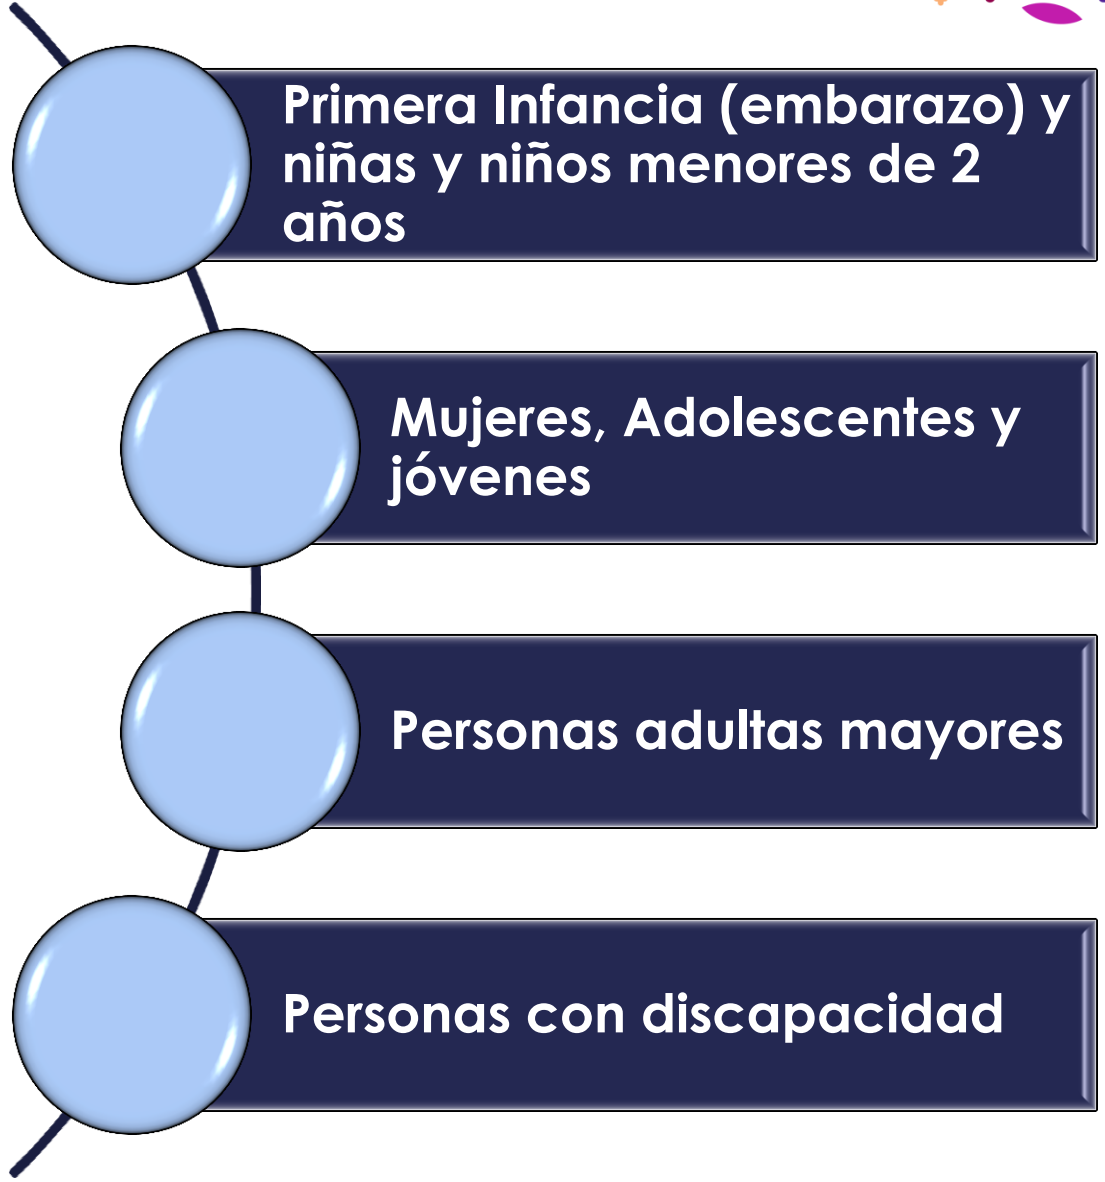 Primera Infancia (embarazo) y
niñas y niños menores de 2
años
Mujeres, Adolescentes y
jóvenes
Personas adultas mayores
Personas con discapacidad